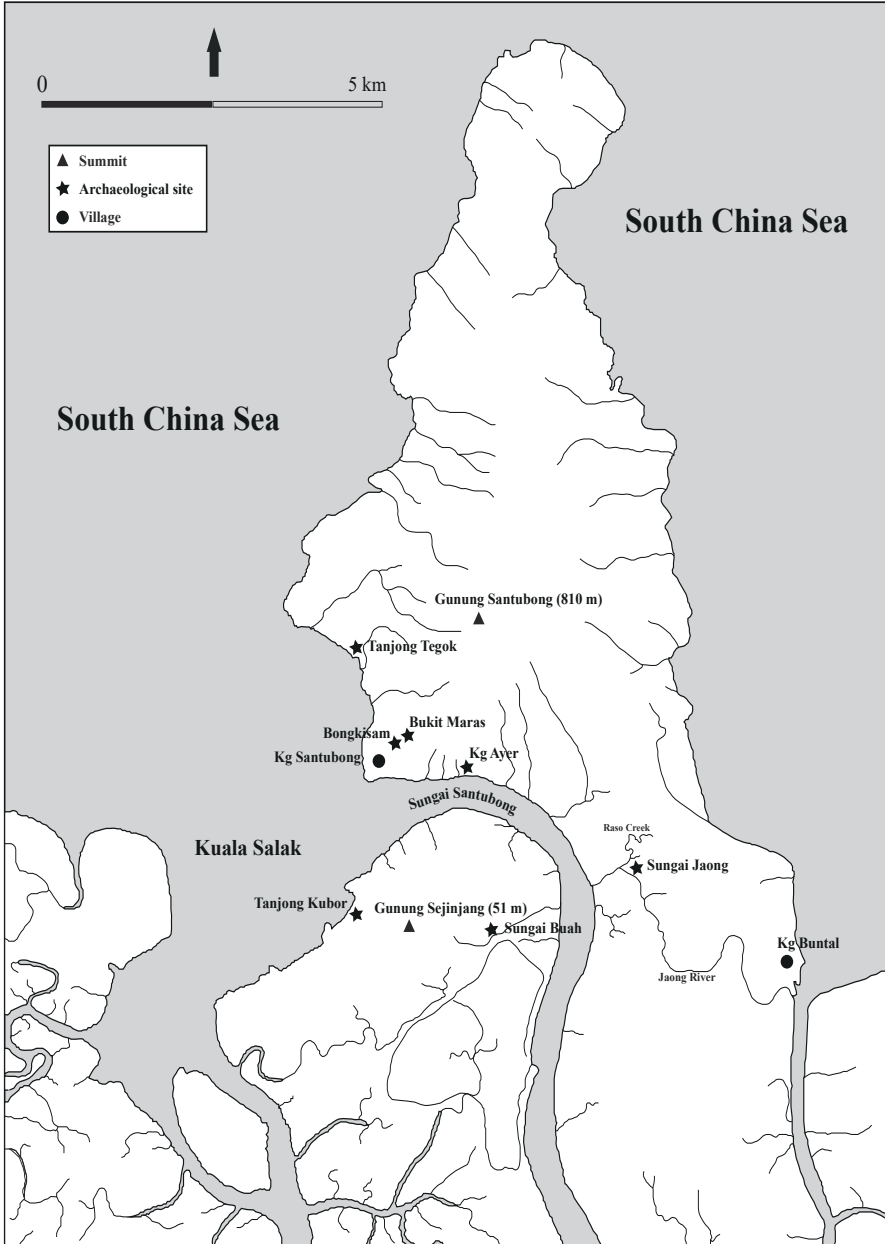 0 5 km
Summit
Archaeological site
Village
South China Sea
South China Sea
Gunung Santubong (810 m)
Tanjong Tegok
Bukit Maras
Bongkisam
Kg Santubong
Kg Ayer
Sungai Santubong
Raso Creek
Kuala Salak
Sungai Jaong
Tanjong Kubor
Gunung Sejinjang (51 m)
Sungai Buah
Kg Buntal
Jaong River